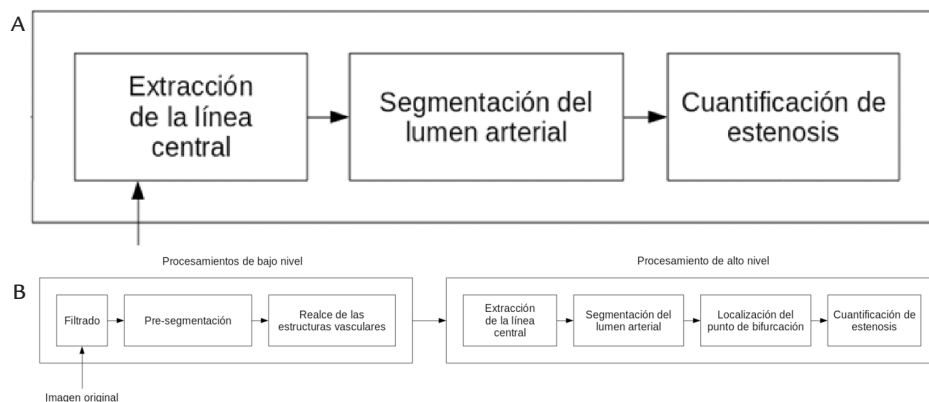 A
Extracción
de la línea
central
Segmentación del
lumen arterial
Cuantificación de
estenosis
Procesamientos de bajo nivel
Procesamiento de alto nivel
B
Filtrado
Pre-segmentación
Realce de las
estructuras vasculares
Extracción
de la línea
central
Segmentación del
lumen arterial
Localización del
punto de bifurcación
Cuantificación de
estenosis
Imagen original